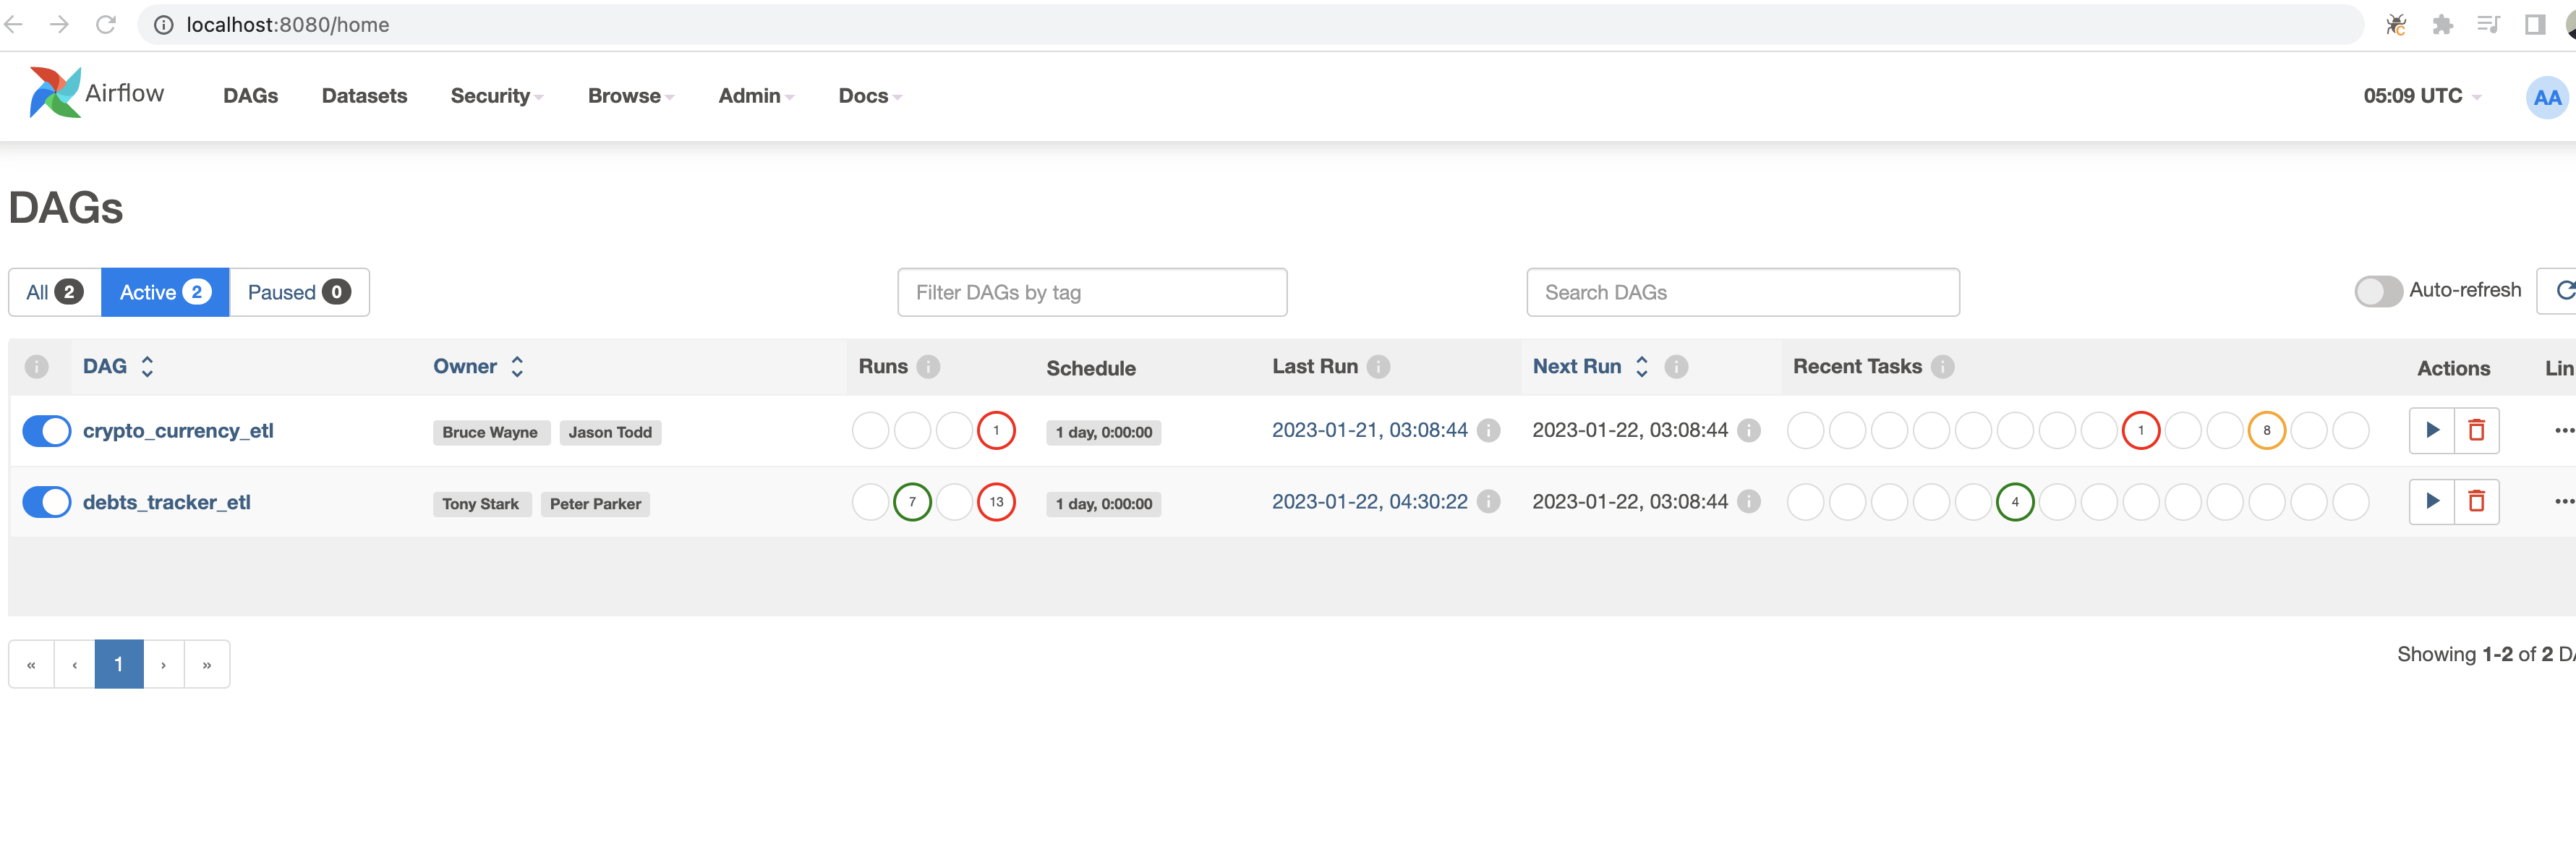 localhost:8080/home
Airflow DAGs Datasets Security Browse Admin Docs 05:09 UTC AA
DAGs
All 2 Active 2 Paused 0 Filter DAGs by tag Search DAGs Auto-refresh
DAG Owner Runs Schedule Last Run Next Run Recent Tasks Actions Lin
crypto_currency_etl Bruce Wayne Jason Todd 1 1 day, 0:00:00 2023-01-21, 03:08:44 2023-01-22, 03:08:44 1 8
debts_tracker_etl Tony Stark Peter Parker 7 13 1 day, 0:00:00 2023-01-22, 04:30:22 2023-01-22, 03:08:44 4
« ‹ 1 › » Showing 1-2 of 2 DA